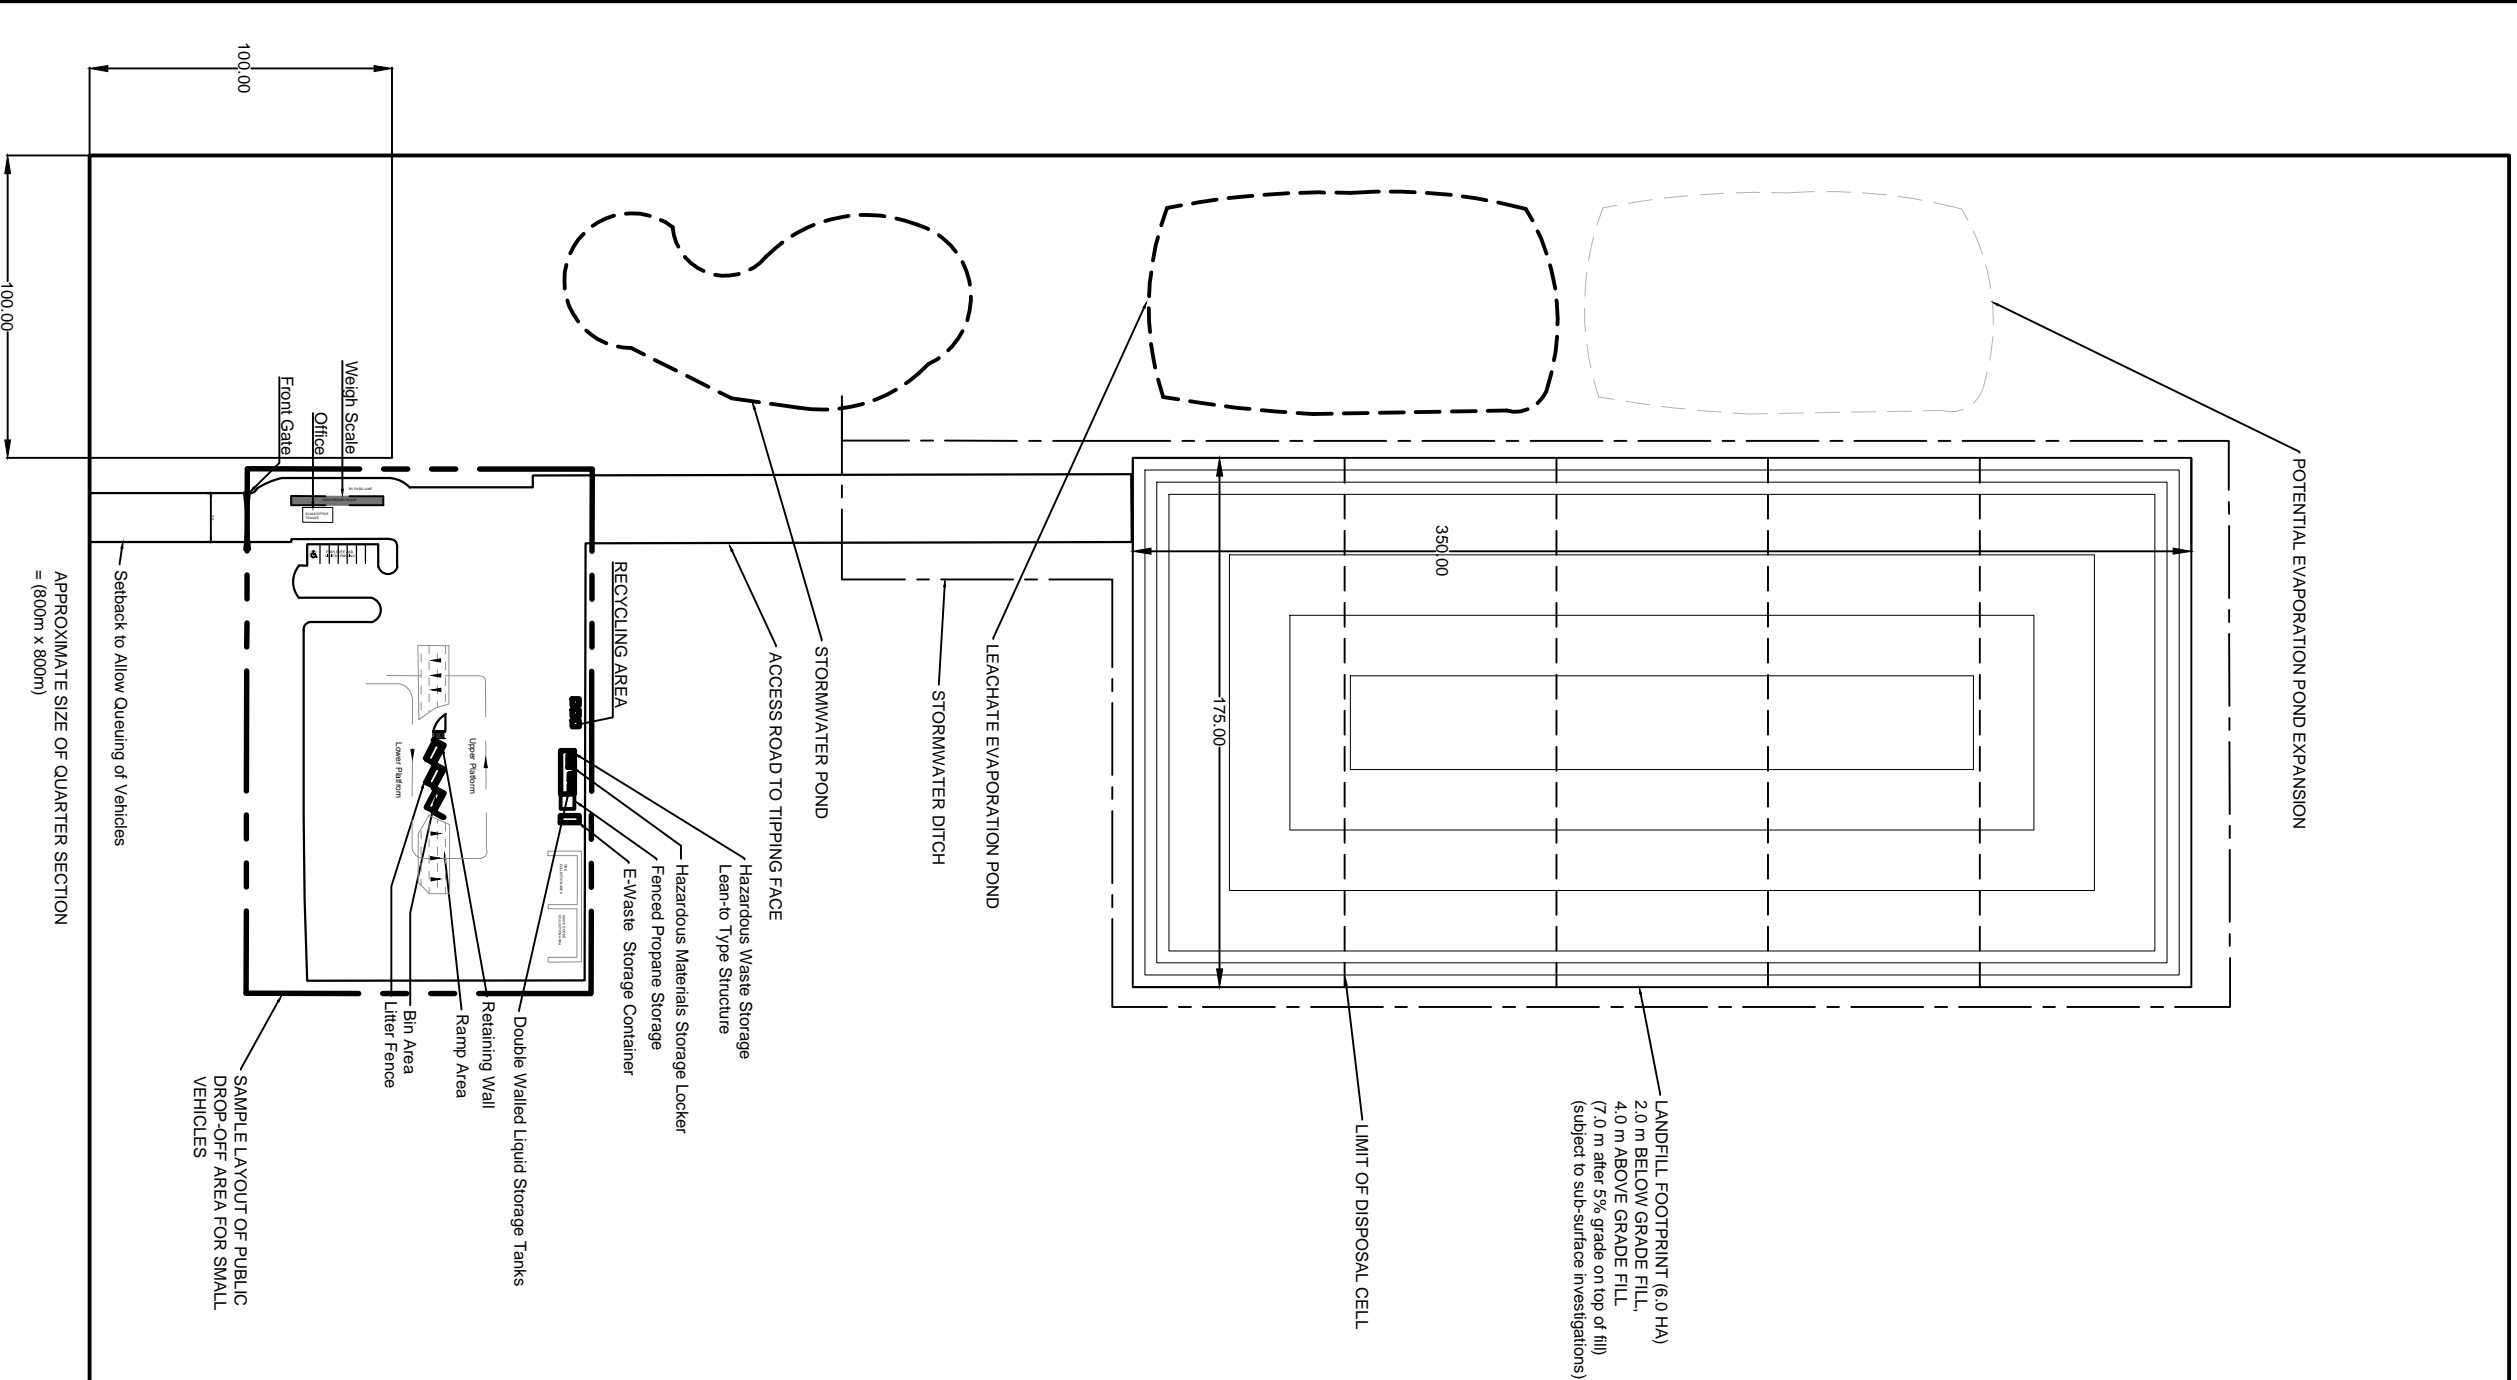 100.00
100.00
POTENTIAL EVAPORATION POND EXPANSION
350.00
175.00
LANDFILL FOOTPRINT (6.0 HA)
2.0 m BELOW GRADE FILL,
4.0 m ABOVE GRADE FILL
(7.0 m after 5% grade on top of fill)
(subject to sub-surface investigations)
LIMIT OF DISPOSAL CELL
LEACHATE EVAPORATION POND
STORMWATER DITCH
STORMWATER POND
ACCESS ROAD TO TIPPING FACE
Hazardous Waste Storage
Lean-to Type Structure
Hazardous Materials Storage Locker
Fenced Propane Storage
E-Waste Storage Container
RECYCLING AREA
Double Walled Liquid Storage Tanks
Retaining Wall
Ramp Area
Bin Area
Litter Fence
Upper Platform
Lower Platform
Weigh Scale
Office
Front Gate
SAMPLE LAYOUT OF PUBLIC
DROP-OFF AREA FOR SMALL
VEHICLES
Setback to Allow Queuing of Vehicles
APPROXIMATE SIZE OF QUARTER SECTION
= (800m x 800m)